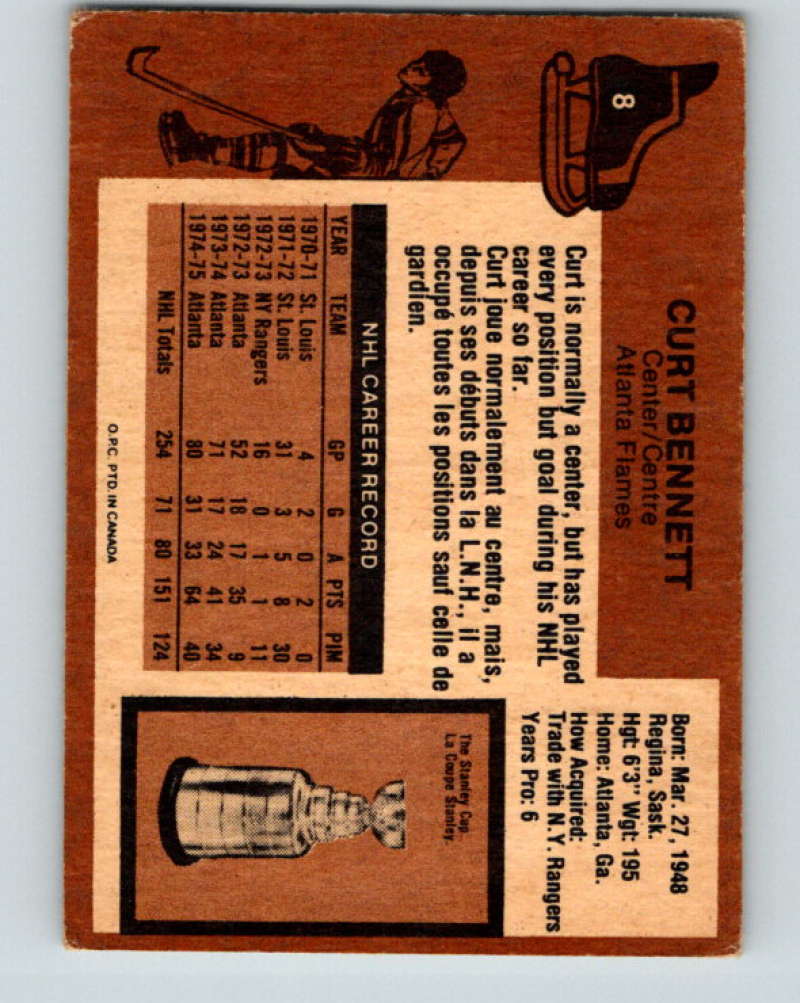 8
CURT BENNETT
Center/Centre
Atlanta Flames
Curt is normally a center, but has played
every position but goal during his NHL
career so far.
Curt joue normalement au centre, mais,
depuis ses débuts dans la L.N.H., il a
occupé toutes les positions sauf celle de
gardien.
Born: Mar. 27, 1948
Regina, Sask.
Hgt: 6'3" Wgt: 195
Home: Atlanta, Ga.
How Acquired:
Trade with N.Y. Rangers
Years Pro: 6
NHL CAREER RECORD
YEAR TEAM GP G A PTS PIM
1970-71 St. Louis 4 2 0 2 0
1971-72 St. Louis 31 3 5 8 30
1972-73 NY Rangers 16 0 1 1 11
1972-73 Atlanta 52 18 17 35 9
1973-74 Atlanta 71 17 24 41 34
1974-75 Atlanta 80 31 33 64 40
NHL Totals 254 71 80 151 124
The Stanley Cup
La Coupe Stanley
O.P.C. PTD. IN CANADA